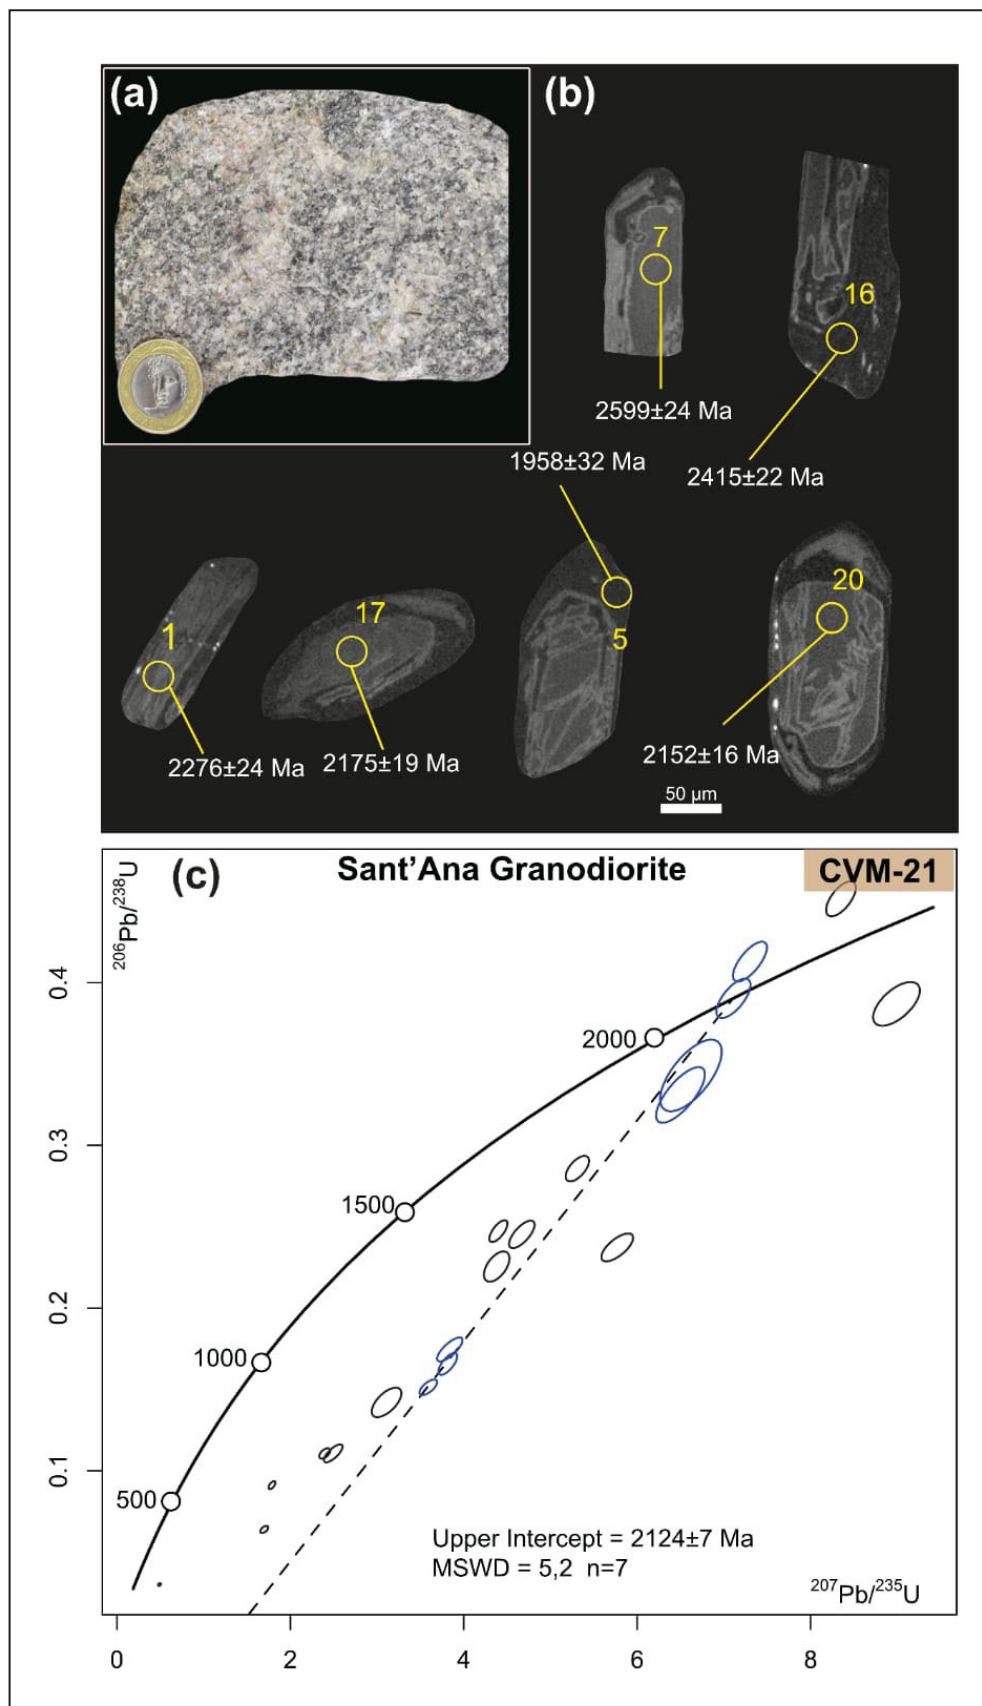 (a)
(b)
7
16
2599±24 Ma
1958±32 Ma
2415±22 Ma
1
17
5
20
2276±24 Ma
2175±19 Ma
2152±16 Ma
50 µm
(c)
Sant'Ana Granodiorite
CVM-21
²⁰⁶Pb/²³⁸U
0.4
2000
0.3
1500
0.2
1000
0.1
500
Upper Intercept = 2124±7 Ma
MSWD = 5,2 n=7
²⁰⁷Pb/²³⁵U
0
2
4
6
8